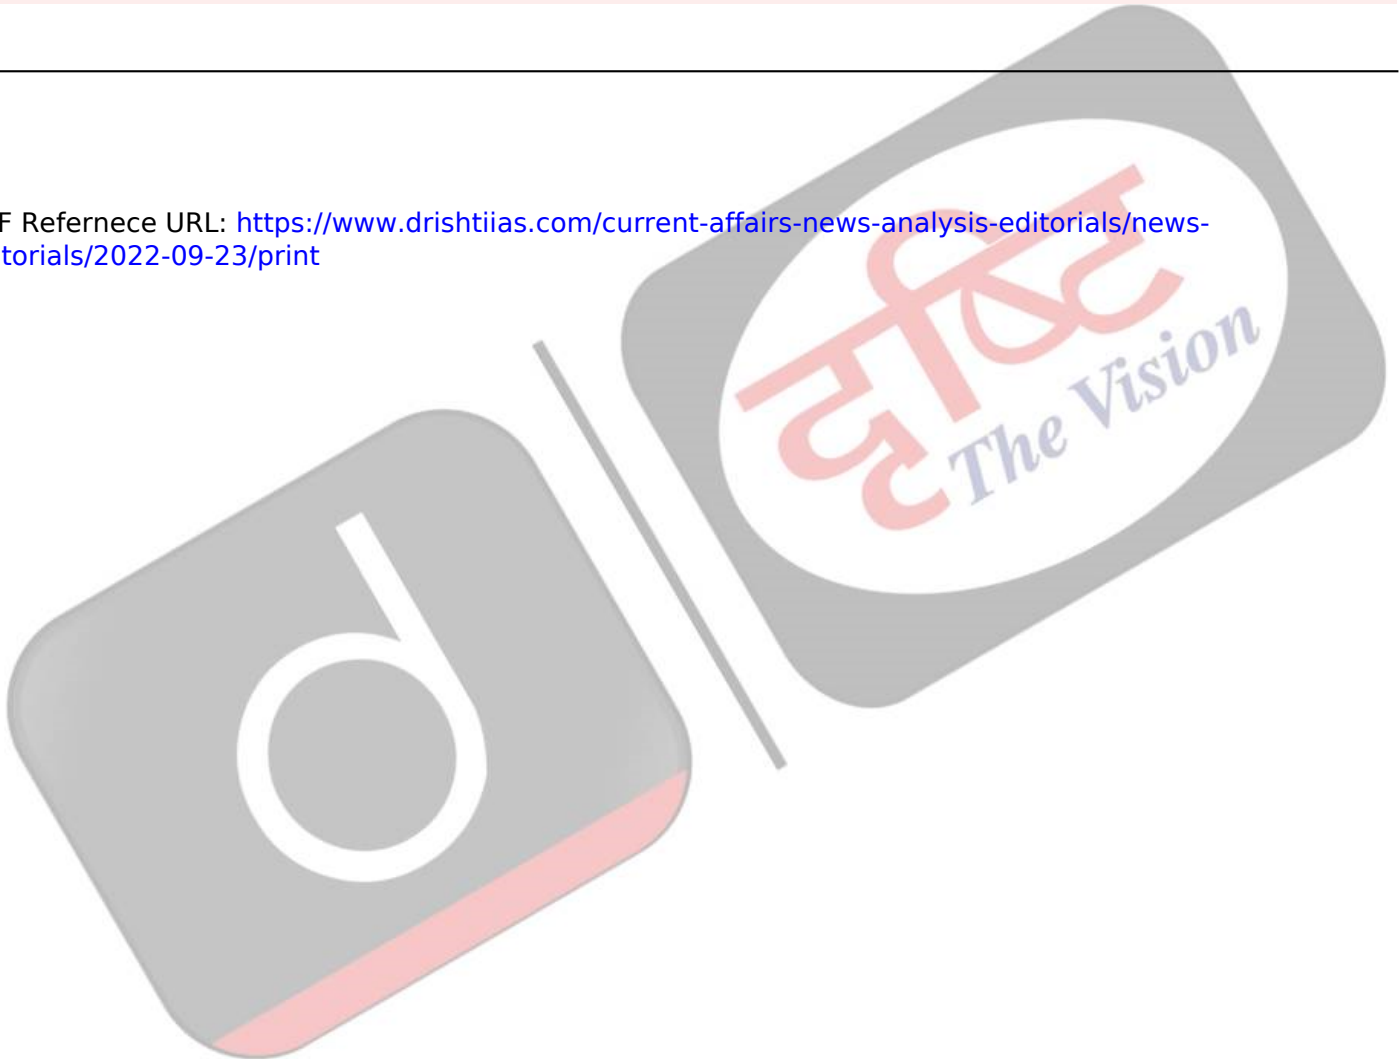 F Refernece URL: https://www.drishtiias.com/current-affairs-news-analysis-editorials/news-
torials/2022-09-23/print
दृष्टि
The Vision
d